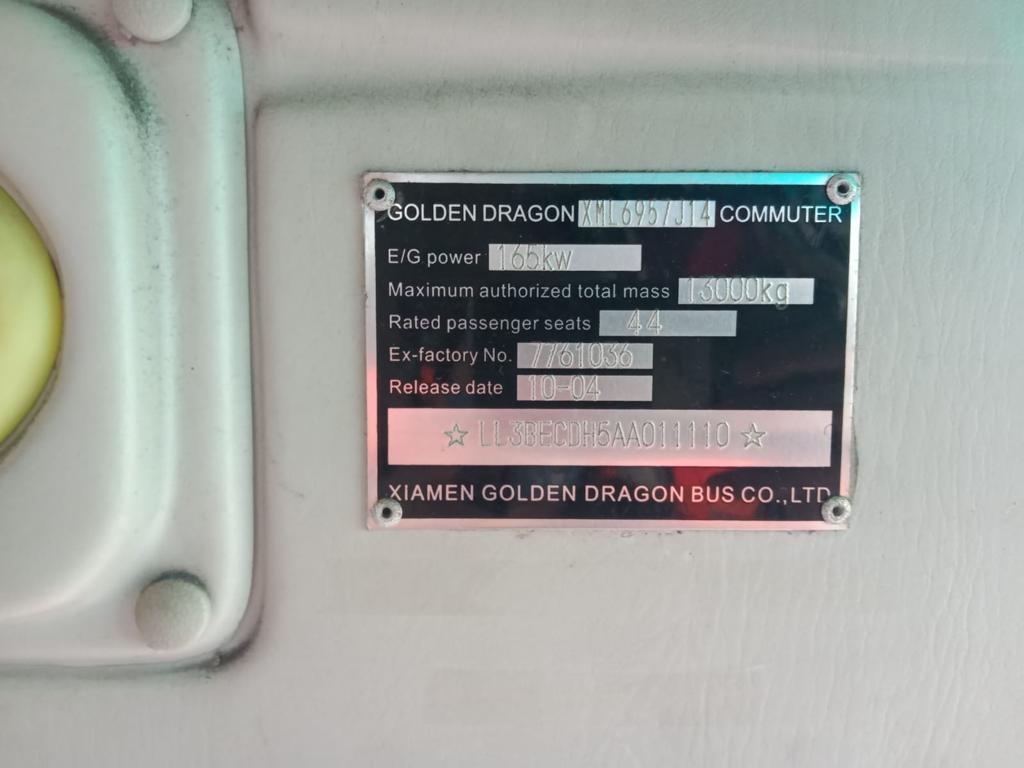 GOLDEN DRAGON XML6957J14 COMMUTER
E/G power 165kw
Maximum authorized total mass 13000kg
Rated passenger seats 44
Ex-factory No. 7761036
Release date 10-04
☆ LL3BECDH5AA011110 ☆
XIAMEN GOLDEN DRAGON BUS CO.,LTD